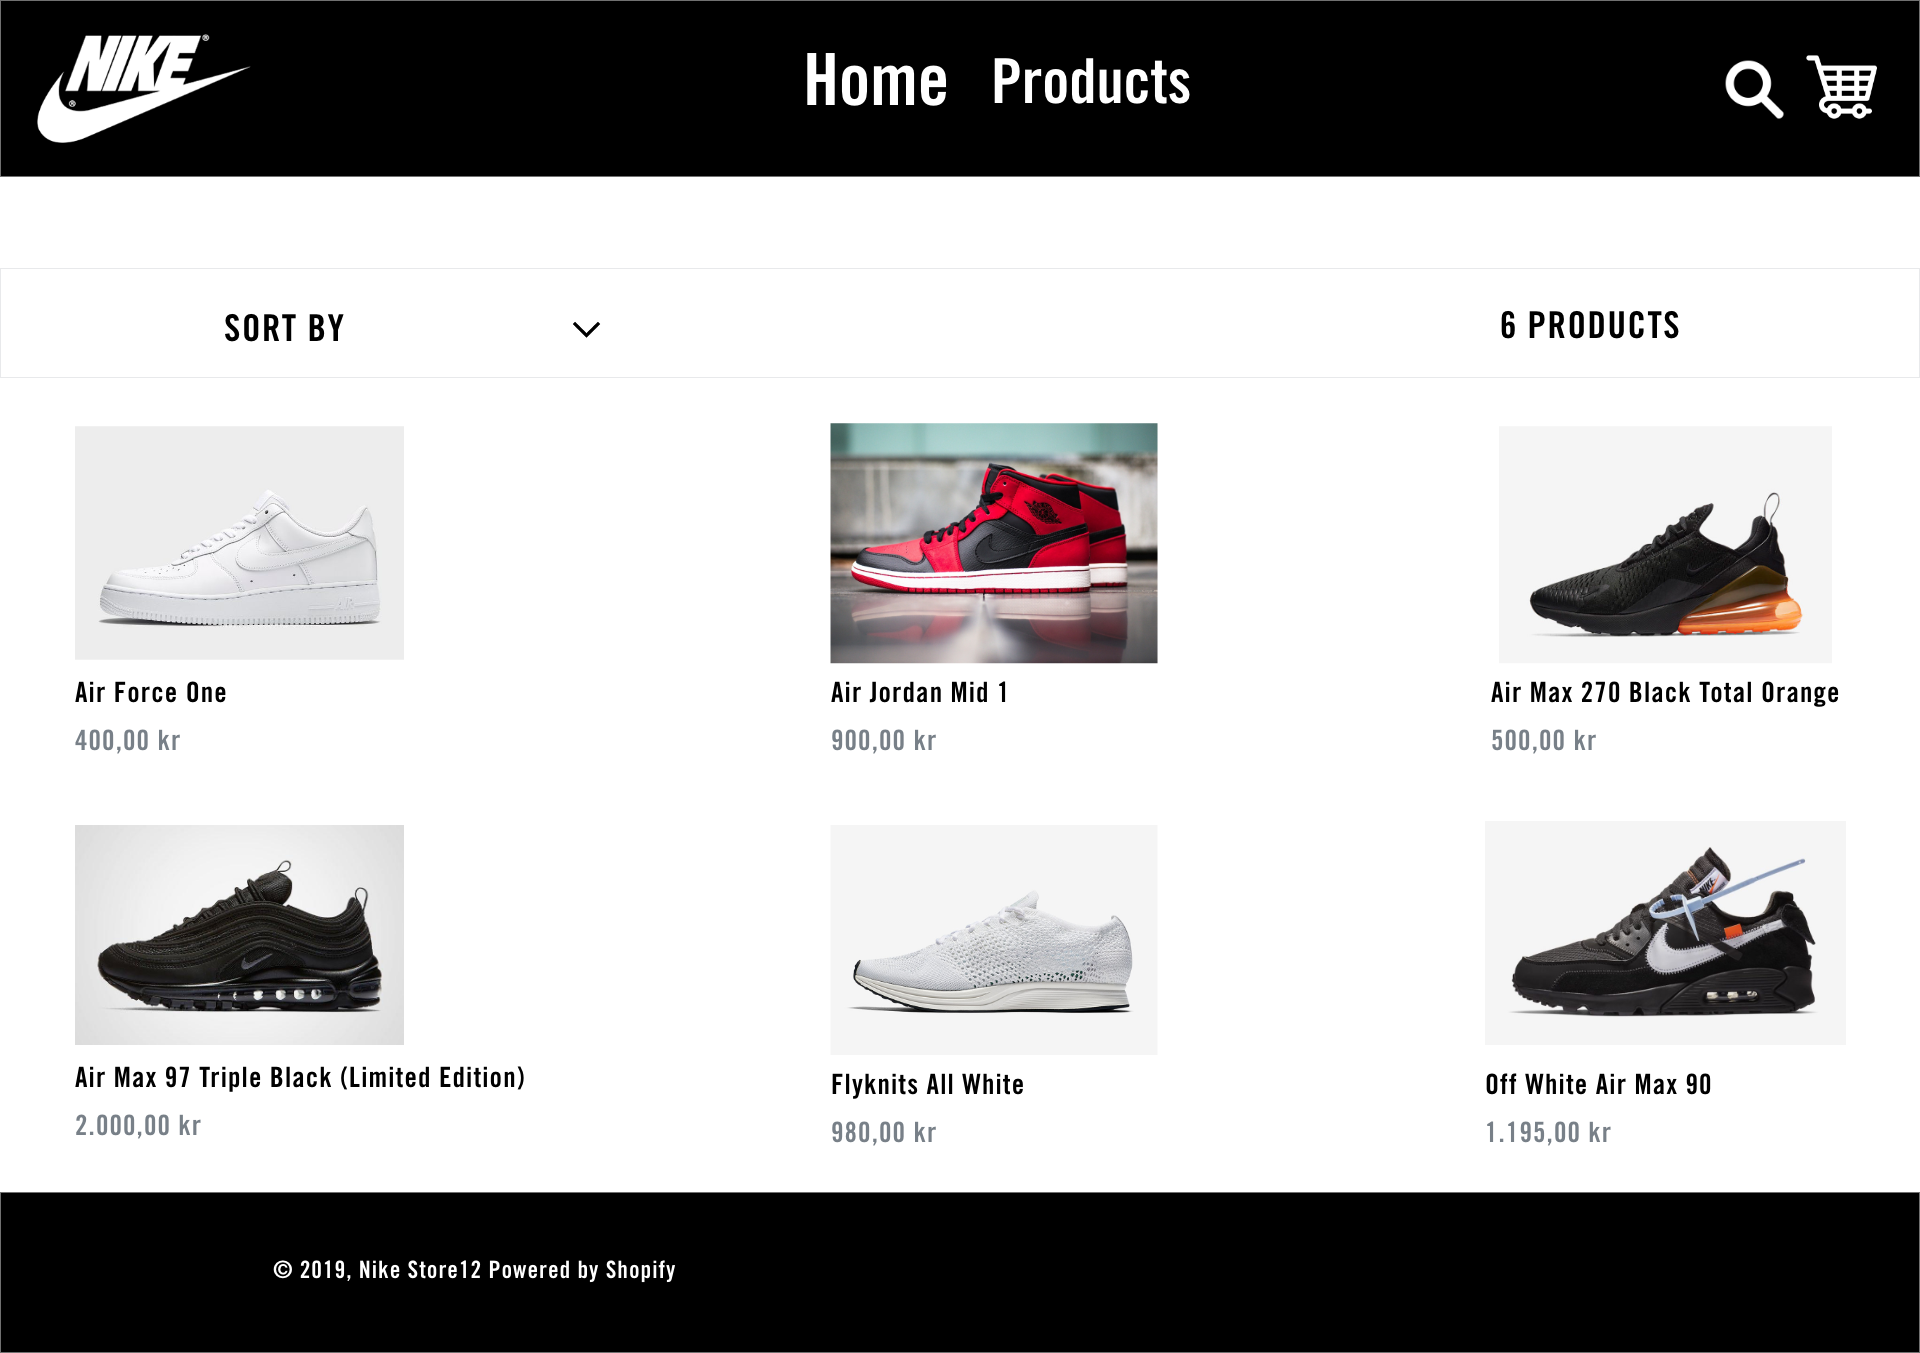 NIKE
Home Products
SORT BY
6 PRODUCTS
Air Force One
400,00 kr
Air Jordan Mid 1
900,00 kr
Air Max 270 Black Total Orange
500,00 kr
Air Max 97 Triple Black (Limited Edition)
2.000,00 kr
Flyknits All White
980,00 kr
NIKE
Off White Air Max 90
1.195,00 kr
© 2019, Nike Store12 Powered by Shopify